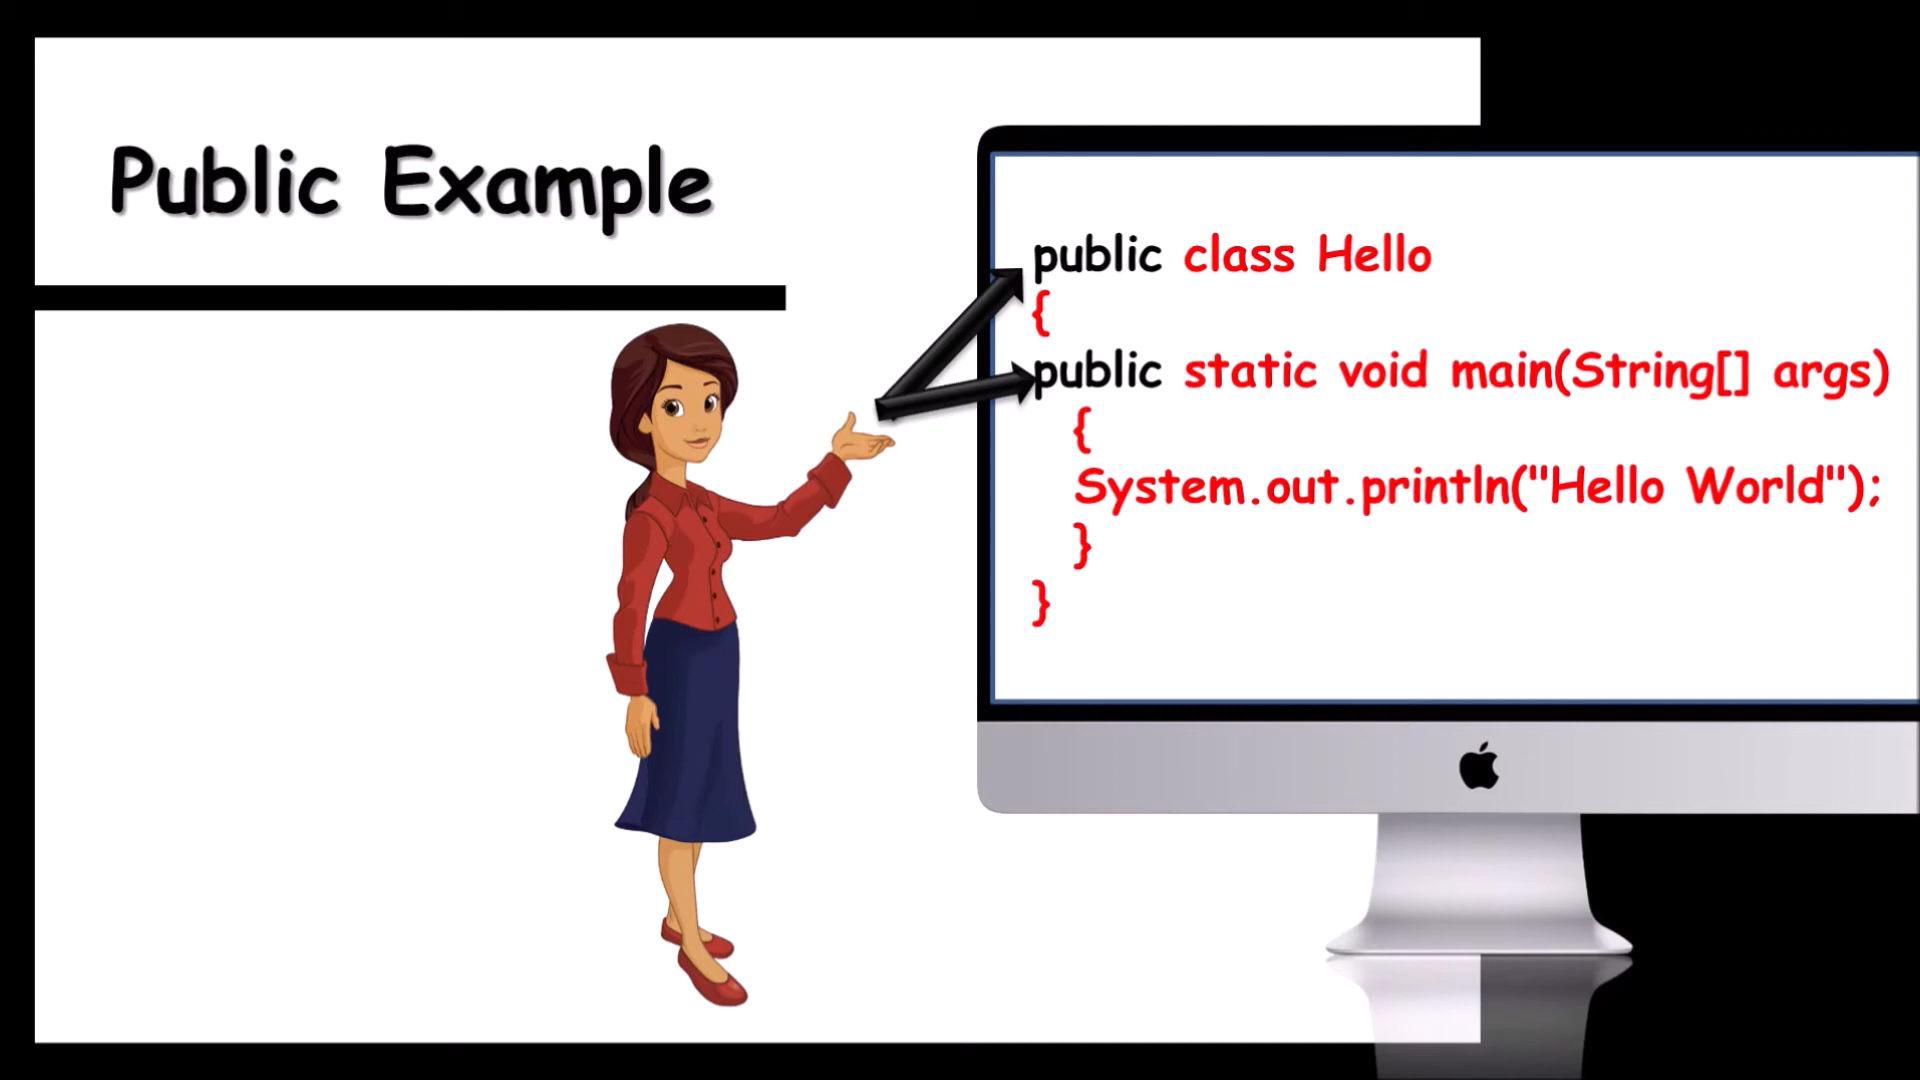 Public Example
public class Hello
{
public static void main(String[] args)
{
System.out.println("Hello World");
}
}